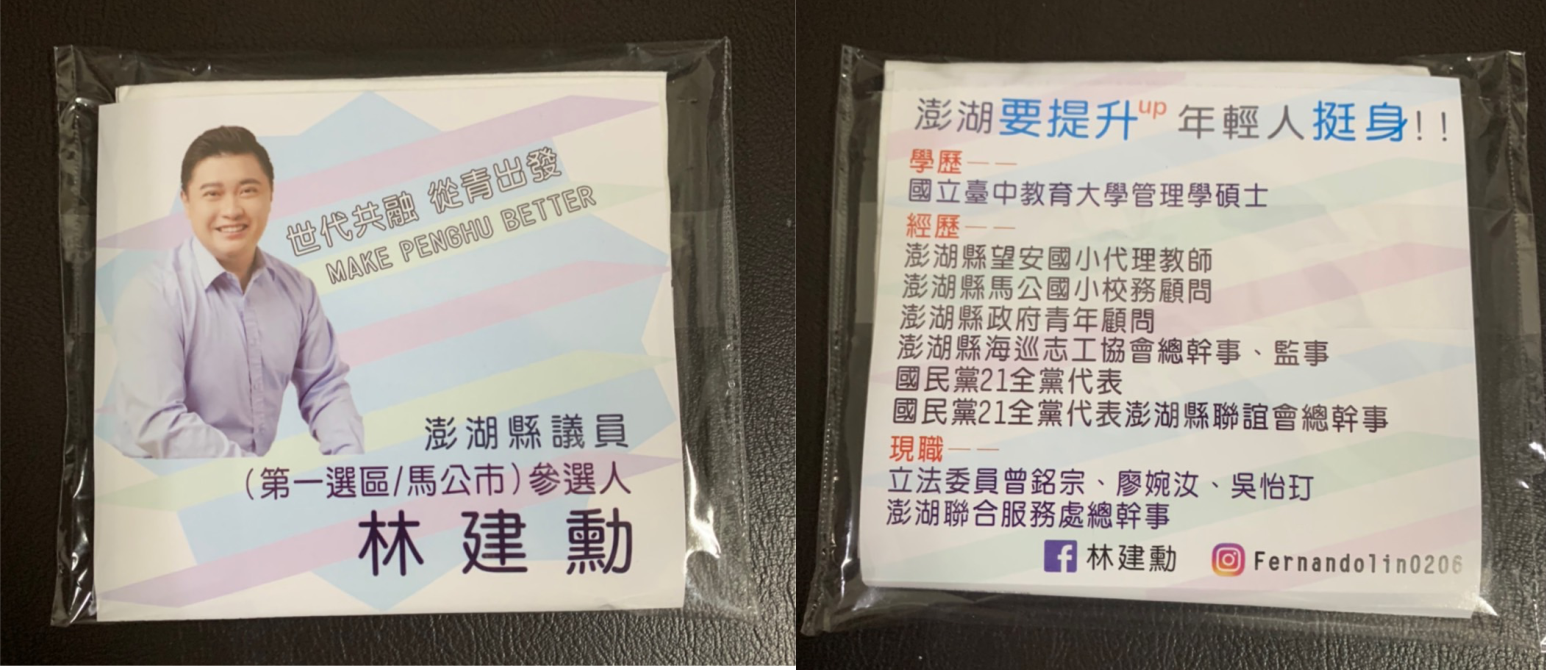 世代共融 從青出發
MAKE PENGHU BETTER
澎湖縣議員
（第一選區/馬公市）參選人
林建勳
澎湖要提升up 年輕人挺身!!
學歷——
國立臺中教育大學管理學碩士
經歷——
澎湖縣望安國小代理教師
澎湖縣馬公國小校務顧問
澎湖縣政府青年顧問
澎湖縣海巡志工協會總幹事、監事
國民黨21全黨代表
國民黨21全黨代表澎湖縣聯誼會總幹事
現職——
立法委員曾銘宗、廖婉汝、吳怡玎
澎湖聯合服務處總幹事
林建勳 Fernandolin0206